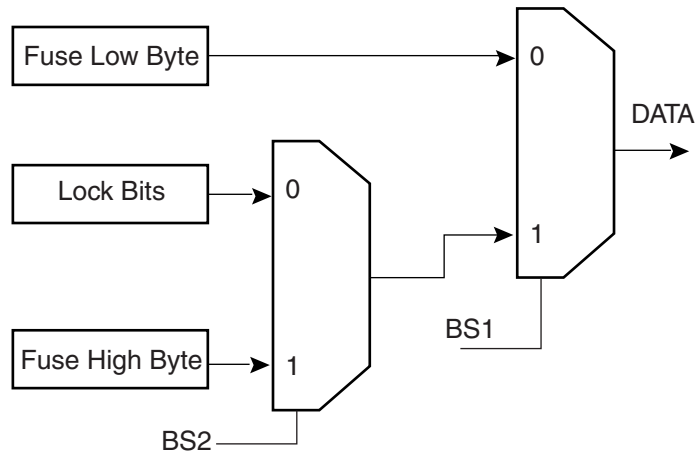 Fuse Low Byte
0
DATA
Lock Bits
0
1
BS1
Fuse High Byte
1
BS2